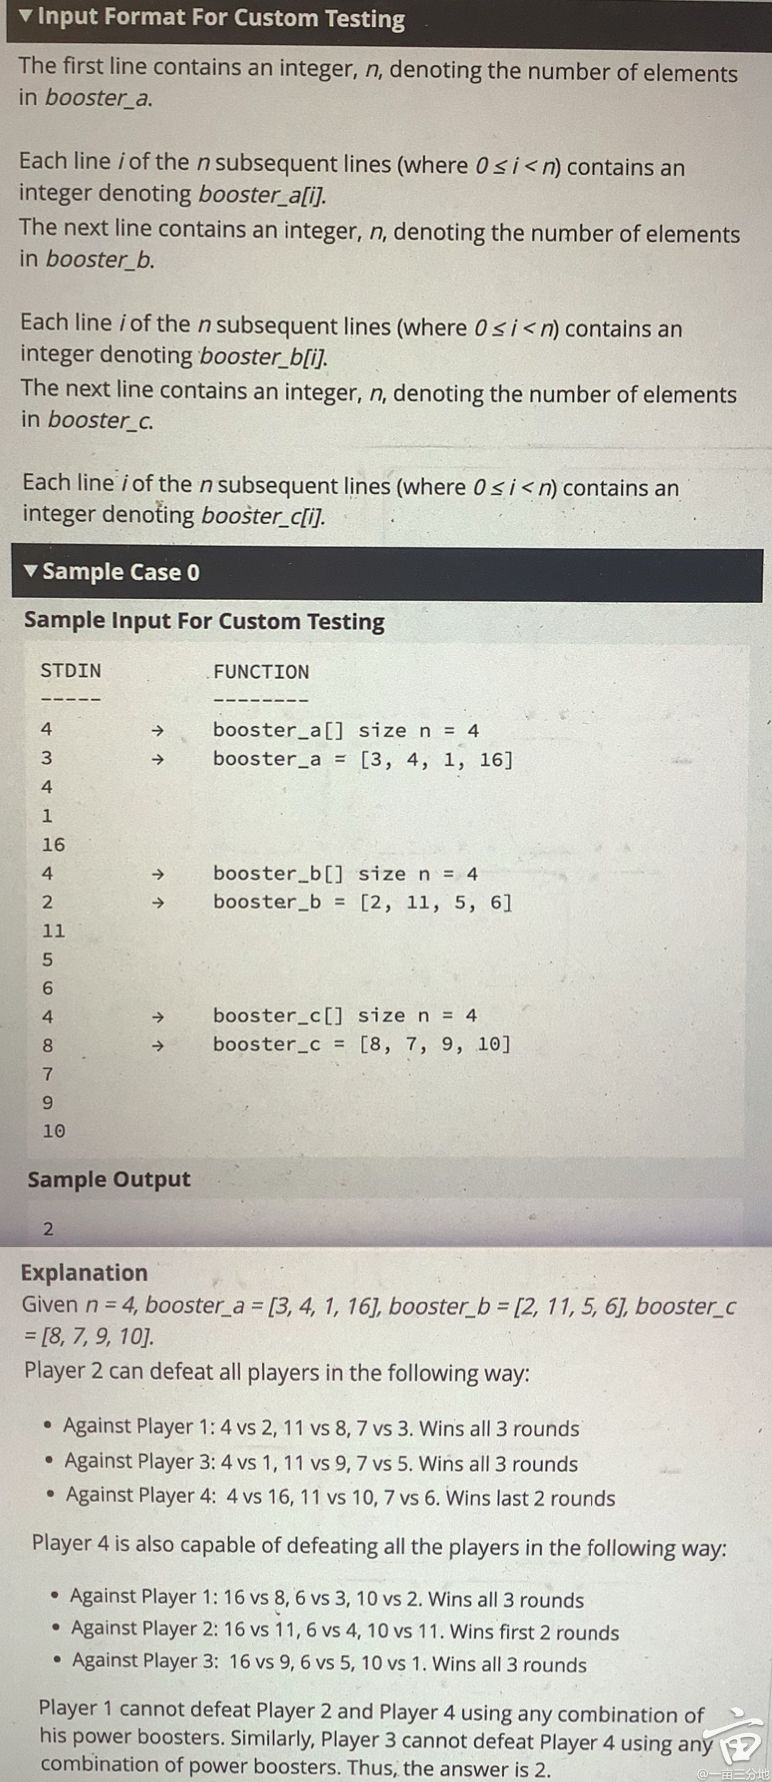 ▼ Input Format For Custom Testing
The first line contains an integer, n, denoting the number of elements
in booster_a.
Each line i of the n subsequent lines (where 0 ≤ i < n) contains an
integer denoting booster_a[i].
The next line contains an integer, n, denoting the number of elements
in booster_b.
Each line i of the n subsequent lines (where 0 ≤ i < n) contains an
integer denoting booster_b[i].
The next line contains an integer, n, denoting the number of elements
in booster_c.
Each line i of the n subsequent lines (where 0 ≤ i < n) contains an
integer denoting booster_c[i].
▼ Sample Case 0
Sample Input For Custom Testing
STDIN FUNCTION
----- --------
4 → booster_a[] size n = 4
3 → booster_a = [3, 4, 1, 16]
4
1
16
4 → booster_b[] size n = 4
2 → booster_b = [2, 11, 5, 6]
11
5
6
4 → booster_c[] size n = 4
8 → booster_c = [8, 7, 9, 10]
7
9
10
Sample Output
2
Explanation
Given n = 4, booster_a = [3, 4, 1, 16], booster_b = [2, 11, 5, 6], booster_c
= [8, 7, 9, 10].
Player 2 can defeat all players in the following way:
• Against Player 1: 4 vs 2, 11 vs 8, 7 vs 3. Wins all 3 rounds
• Against Player 3: 4 vs 1, 11 vs 9, 7 vs 5. Wins all 3 rounds
• Against Player 4: 4 vs 16, 11 vs 10, 7 vs 6. Wins last 2 rounds
Player 4 is also capable of defeating all the players in the following way:
• Against Player 1: 16 vs 8, 6 vs 3, 10 vs 2. Wins all 3 rounds
• Against Player 2: 16 vs 11, 6 vs 4, 10 vs 11. Wins first 2 rounds
• Against Player 3: 16 vs 9, 6 vs 5, 10 vs 1. Wins all 3 rounds
Player 1 cannot defeat Player 2 and Player 4 using any combination of
his power boosters. Similarly, Player 3 cannot defeat Player 4 using any
combination of power boosters. Thus, the answer is 2.
@一亩三分地